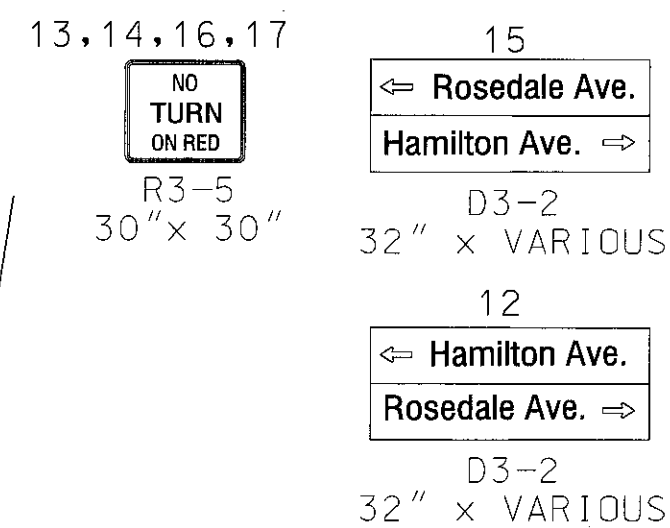 13,14,16,17
NO
TURN
ON RED
R3-5
30"x 30"
15
⇐ Rosedale Ave.
Hamilton Ave. ⇒
D3-2
32" x VARIOUS
12
⇐ Hamilton Ave.
Rosedale Ave. ⇒
D3-2
32" x VARIOUS